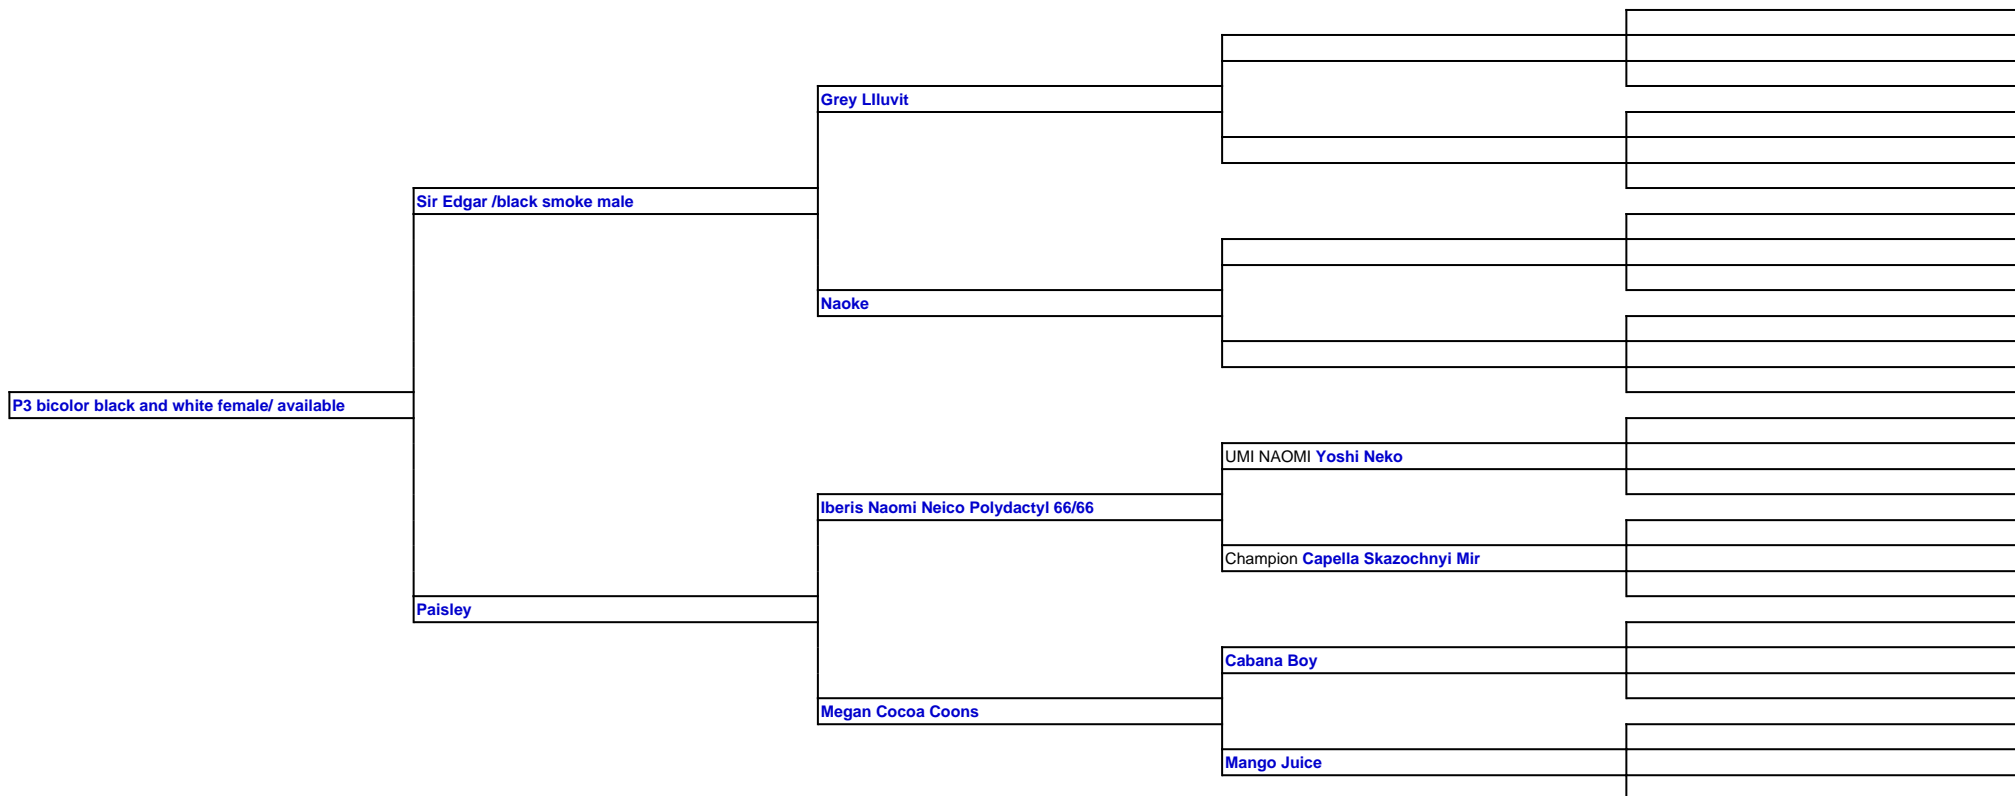 Grey LIluvit
Sir Edgar /black smoke male
Naoke
P3 bicolor black and white female/ available
UMI NAOMI Yoshi Neko
Iberis Naomi Neico Polydactyl 66/66
Champion Capella Skazochnyi Mir
Paisley
Cabana Boy
Megan Cocoa Coons
Mango Juice